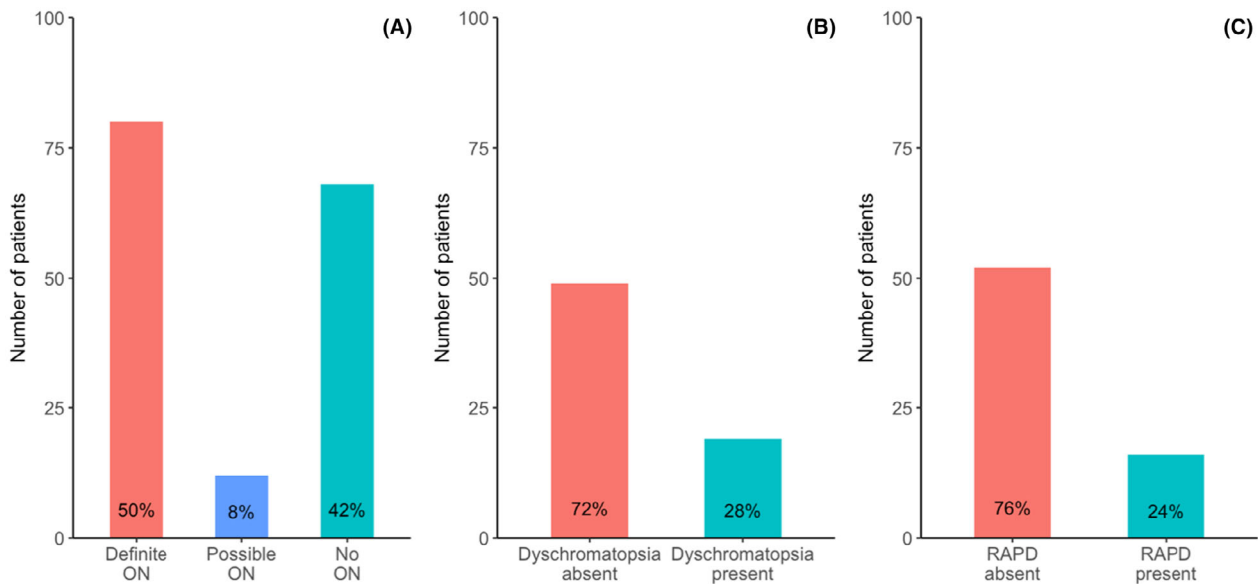 (A)
Number of patients
100
75
50
25
0
50%
8%
42%
Definite
ON
Possible
ON
No
ON
(B)
Number of patients
100
75
50
25
0
72%
28%
Dyschromatopsia
absent
Dyschromatopsia
present
(C)
Number of patients
100
75
50
25
0
76%
24%
RAPD
absent
RAPD
present